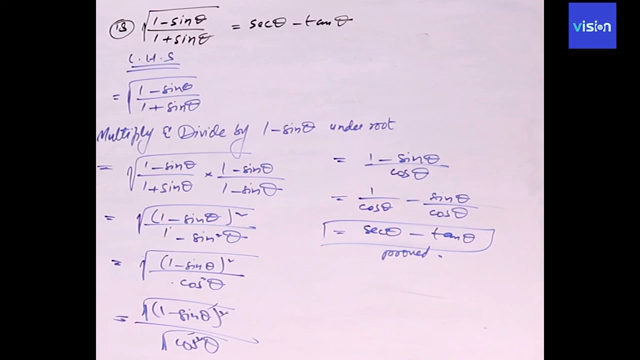 13 √((1-sinθ)/(1+sinθ)) = secθ - tanθ
L.H.S
= √((1-sinθ)/(1+sinθ))
Multiply & Divide by 1-sinθ under root
= √((1-sinθ)/(1+sinθ) × (1-sinθ)/(1-sinθ))
= √((1-sinθ)²/(1-sin²θ))
= √((1-sinθ)²/cos²θ)
= √(1-sinθ)²/√cos²θ
= (1-sinθ)/cosθ
= 1/cosθ - sinθ/cosθ
= secθ - tanθ
prooved.
vision